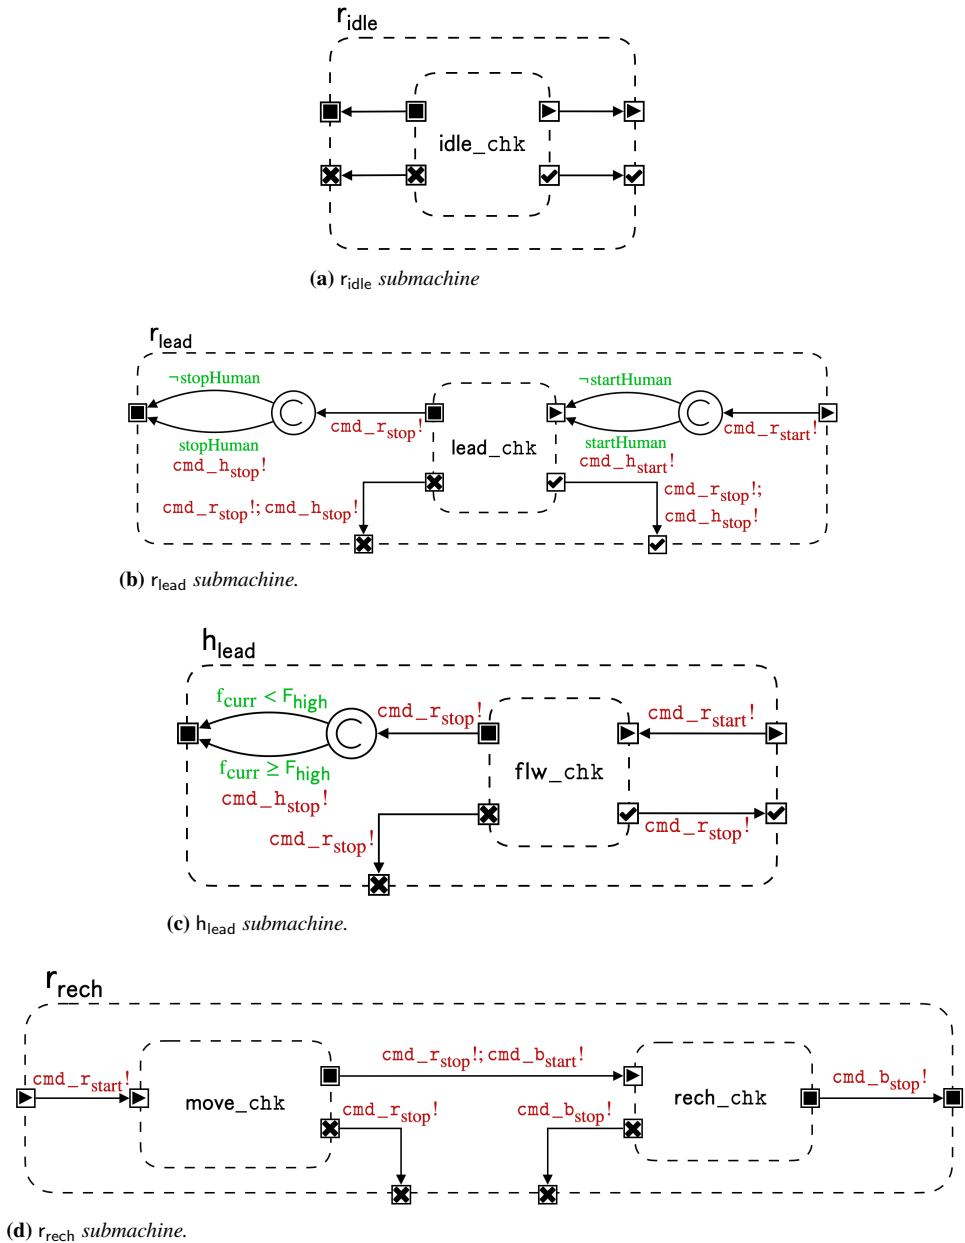 r_idle
idle_chk
(a) r_idle submachine
r_lead
¬stopHuman
¬startHuman
cmd_r_stop!
cmd_r_start!
stopHuman
lead_chk
startHuman
cmd_h_stop!
cmd_h_start!
cmd_r_stop!; cmd_h_stop!
cmd_r_stop!;
cmd_h_stop!
(b) r_lead submachine.
h_lead
f_curr < F_high
cmd_r_stop!
cmd_r_start!
f_curr ≥ F_high
flw_chk
cmd_h_stop!
cmd_r_stop!
cmd_r_stop!
(c) h_lead submachine.
r_rech
cmd_r_start!
cmd_r_stop!; cmd_b_start!
cmd_b_stop!
move_chk
rech_chk
cmd_r_stop!
cmd_b_stop!
(d) r_rech submachine.